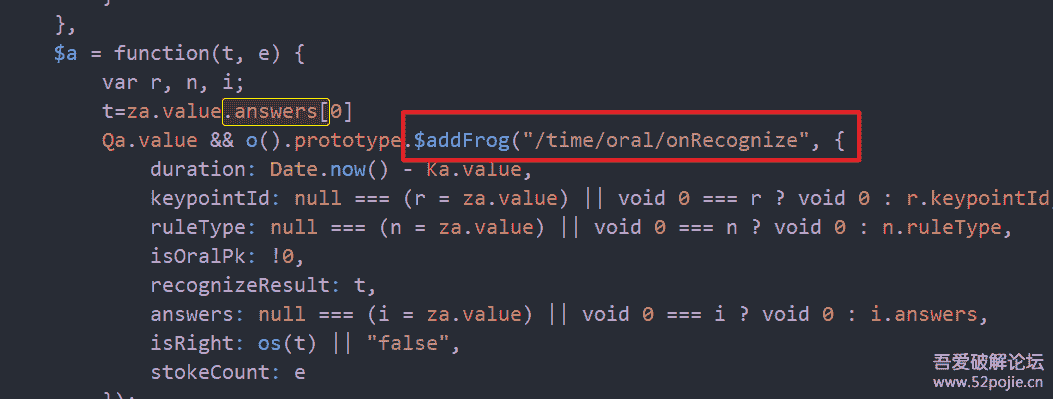 },
$a = function(t, e) {
var r, n, i;
t=za.value.answers[0]
Qa.value && o().prototype.$addFrog("/time/oral/onRecognize", {
duration: Date.now() - Ka.value,
keypointId: null === (r = za.value) || void 0 === r ? void 0 : r.keypointId
ruleType: null === (n = za.value) || void 0 === n ? void 0 : n.ruleType,
isOralPk: !0,
recognizeResult: t,
answers: null === (i = za.value) || void 0 === i ? void 0 : i.answers,
isRight: os(t) || "false",
stokeCount: e
吾爱破解论坛
www.52pojie.cn